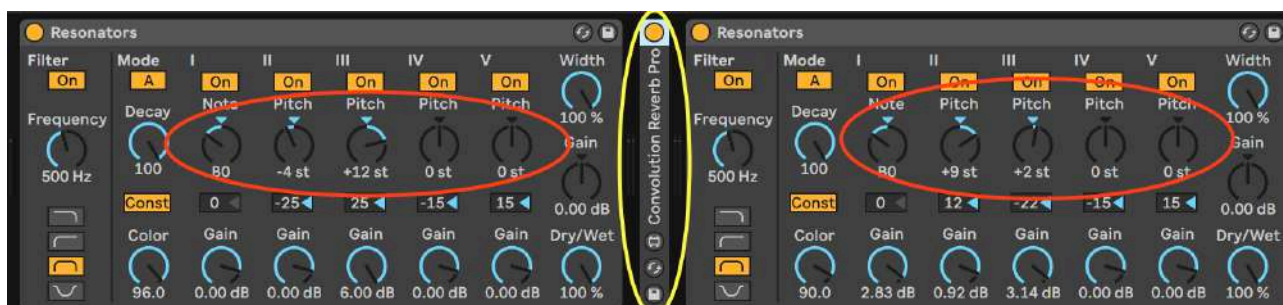 Resonators
Filter Mode I II III IV V Width
On A On On On On On
Note Pitch Pitch Pitch Pitch
Decay 100 %
Frequency Gain
100 B0 -4 st +12 st 0 st 0 st
500 Hz
Const 0 -25 25 -15 15 0.00 dB
Color Gain Gain Gain Gain Gain Dry/Wet
96.0 0.00 dB 0.00 dB 6.00 dB 0.00 dB 0.00 dB 100 %
Convolution Reverb Pro
Resonators
Filter Mode I II III IV V Width
On A On On On On On
Note Pitch Pitch Pitch Pitch
Decay 100 %
Frequency Gain
100 B0 +9 st +2 st 0 st 0 st
500 Hz
Const 0 12 -22 -15 15 0.00 dB
Color Gain Gain Gain Gain Gain Dry/Wet
90.0 2.83 dB 0.92 dB 3.14 dB 0.00 dB 0.00 dB 100 %